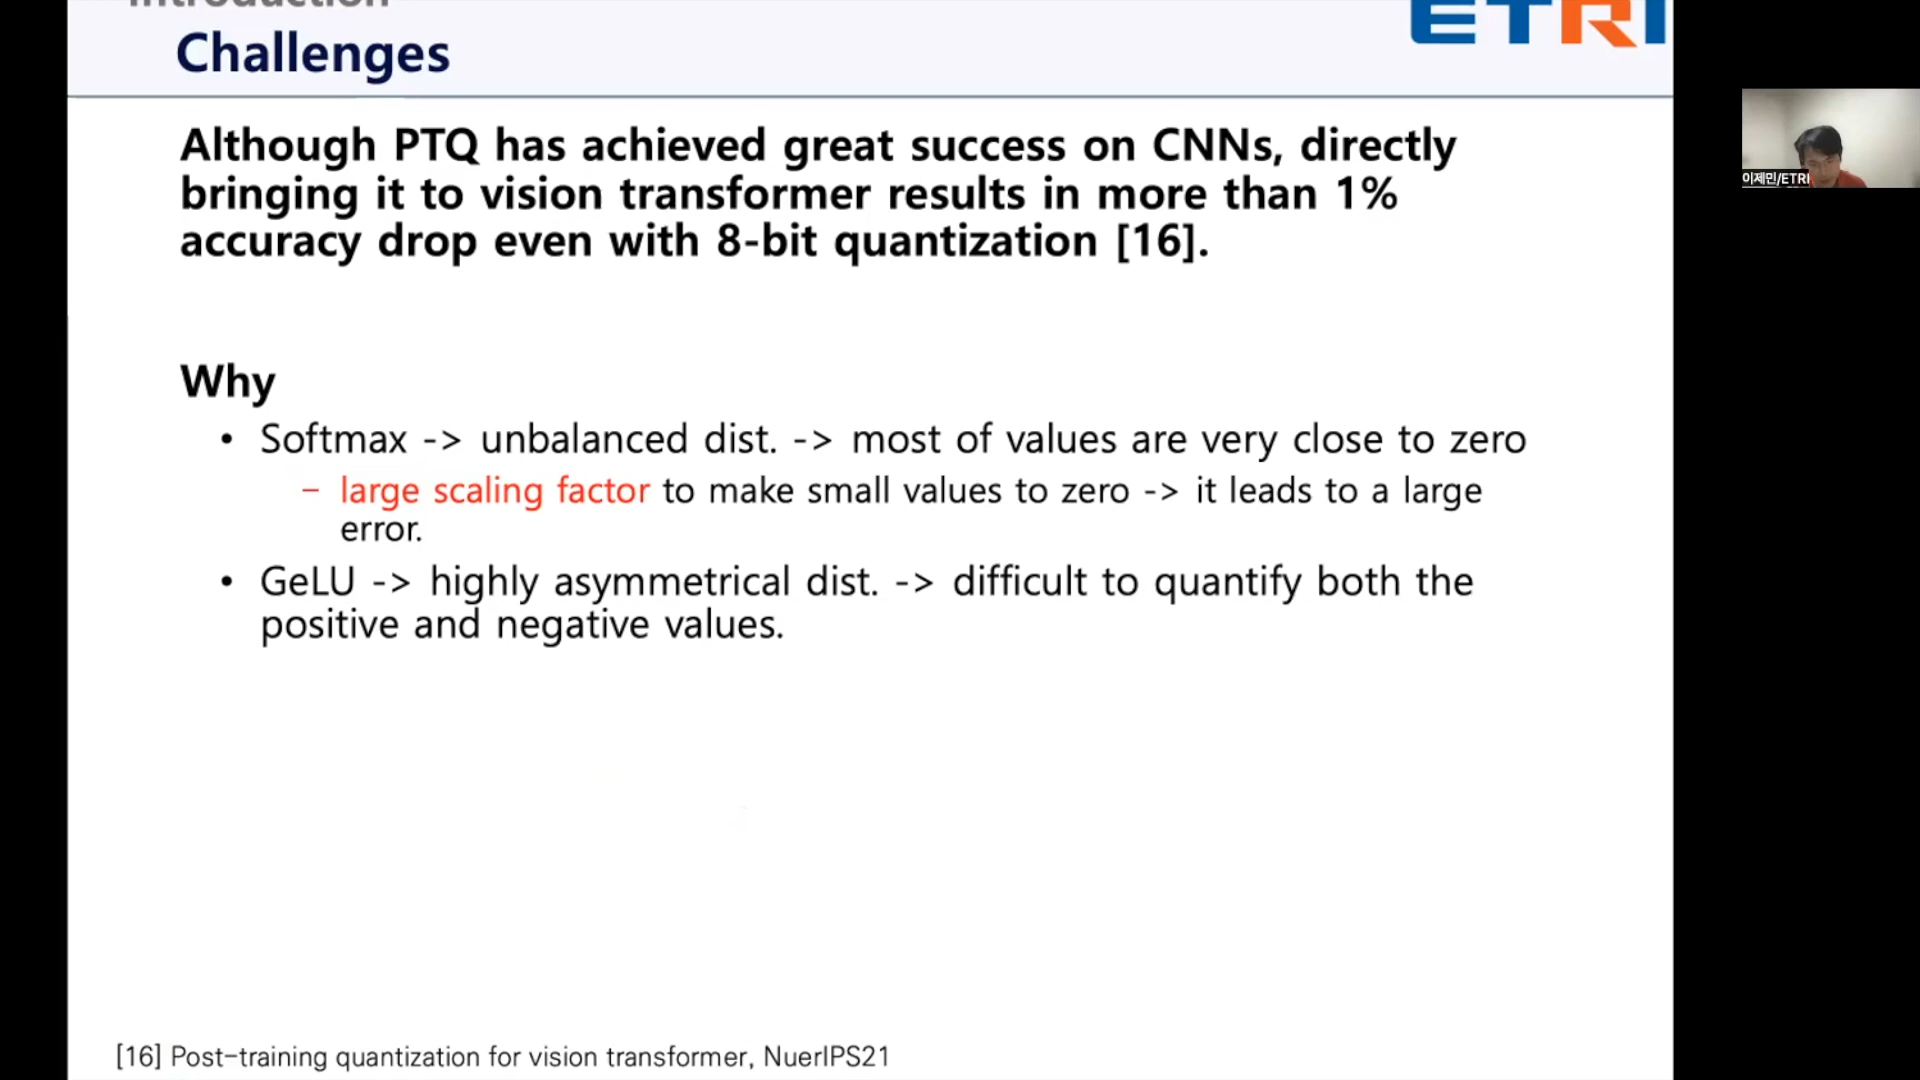 Introduction
ETRI
Challenges
Although PTQ has achieved great success on CNNs, directly
bringing it to vision transformer results in more than 1%
accuracy drop even with 8-bit quantization [16].
이제민/ETRI
Why
• Softmax -> unbalanced dist. -> most of values are very close to zero
– large scaling factor to make small values to zero -> it leads to a large
error.
• GeLU -> highly asymmetrical dist. -> difficult to quantify both the
positive and negative values.
[16] Post-training quantization for vision transformer, NuerIPS21